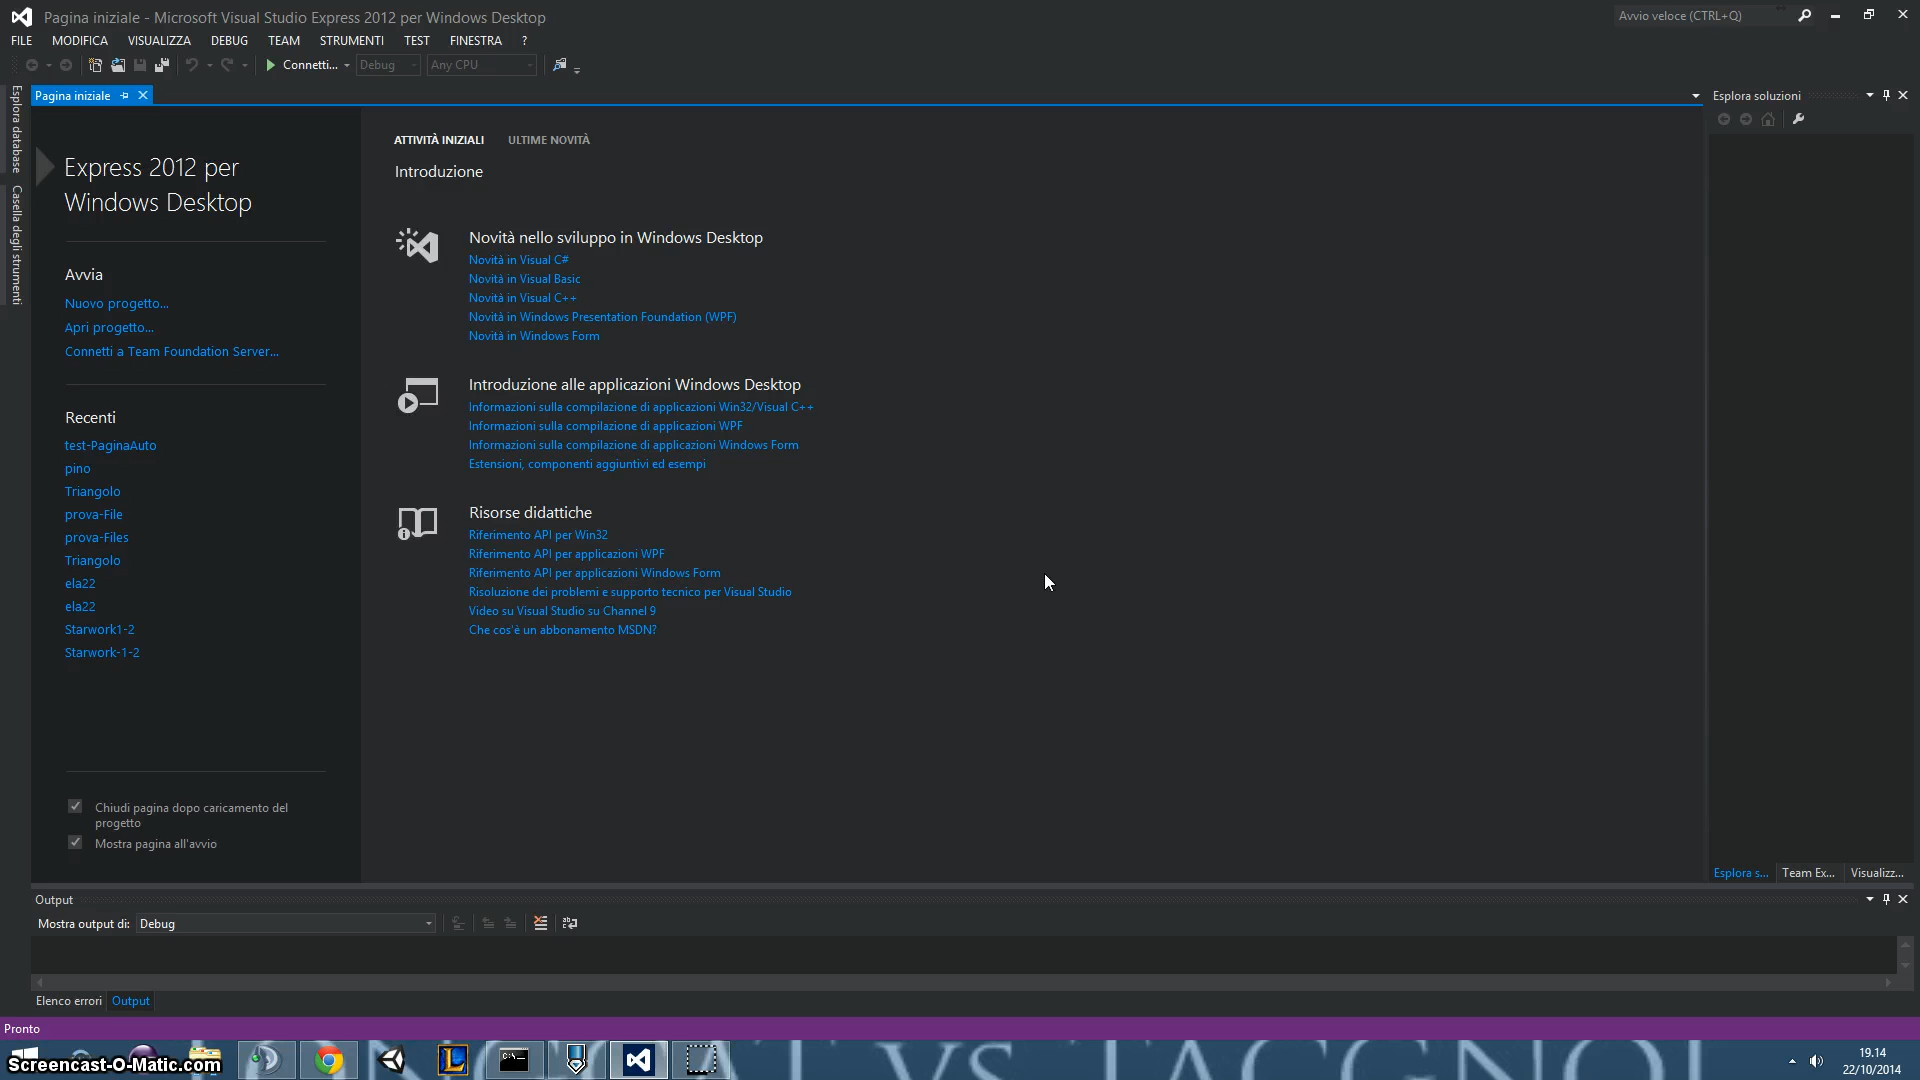 Pagina iniziale - Microsoft Visual Studio Express 2012 per Windows Desktop
Avvio veloce (CTRL+Q)
FILE MODIFICA VISUALIZZA DEBUG TEAM STRUMENTI TEST FINESTRA ?
Connetti... Debug Any CPU
Esplora database
Casella degli strumenti
Pagina iniziale
Express 2012 per
Windows Desktop
Avvia
Nuovo progetto...
Apri progetto...
Connetti a Team Foundation Server...
Recenti
test-PaginaAuto
pino
Triangolo
prova-File
prova-Files
Triangolo
ela22
ela22
Starwork1-2
Starwork-1-2
Chiudi pagina dopo caricamento del
progetto
Mostra pagina all'avvio
ATTIVITÀ INIZIALI ULTIME NOVITÀ
Introduzione
Novità nello sviluppo in Windows Desktop
Novità in Visual C#
Novità in Visual Basic
Novità in Visual C++
Novità in Windows Presentation Foundation (WPF)
Novità in Windows Form
Introduzione alle applicazioni Windows Desktop
Informazioni sulla compilazione di applicazioni Win32/Visual C++
Informazioni sulla compilazione di applicazioni WPF
Informazioni sulla compilazione di applicazioni Windows Form
Estensioni, componenti aggiuntivi ed esempi
Risorse didattiche
Riferimento API per Win32
Riferimento API per applicazioni WPF
Riferimento API per applicazioni Windows Form
Risoluzione dei problemi e supporto tecnico per Visual Studio
Video su Visual Studio su Channel 9
Che cos'è un abbonamento MSDN?
Esplora soluzioni
Esplora s... Team Ex... Visualizz...
Output
Mostra output di: Debug
Elenco errori Output
Pronto
Screencast-O-Matic.com
19.14
22/10/2014